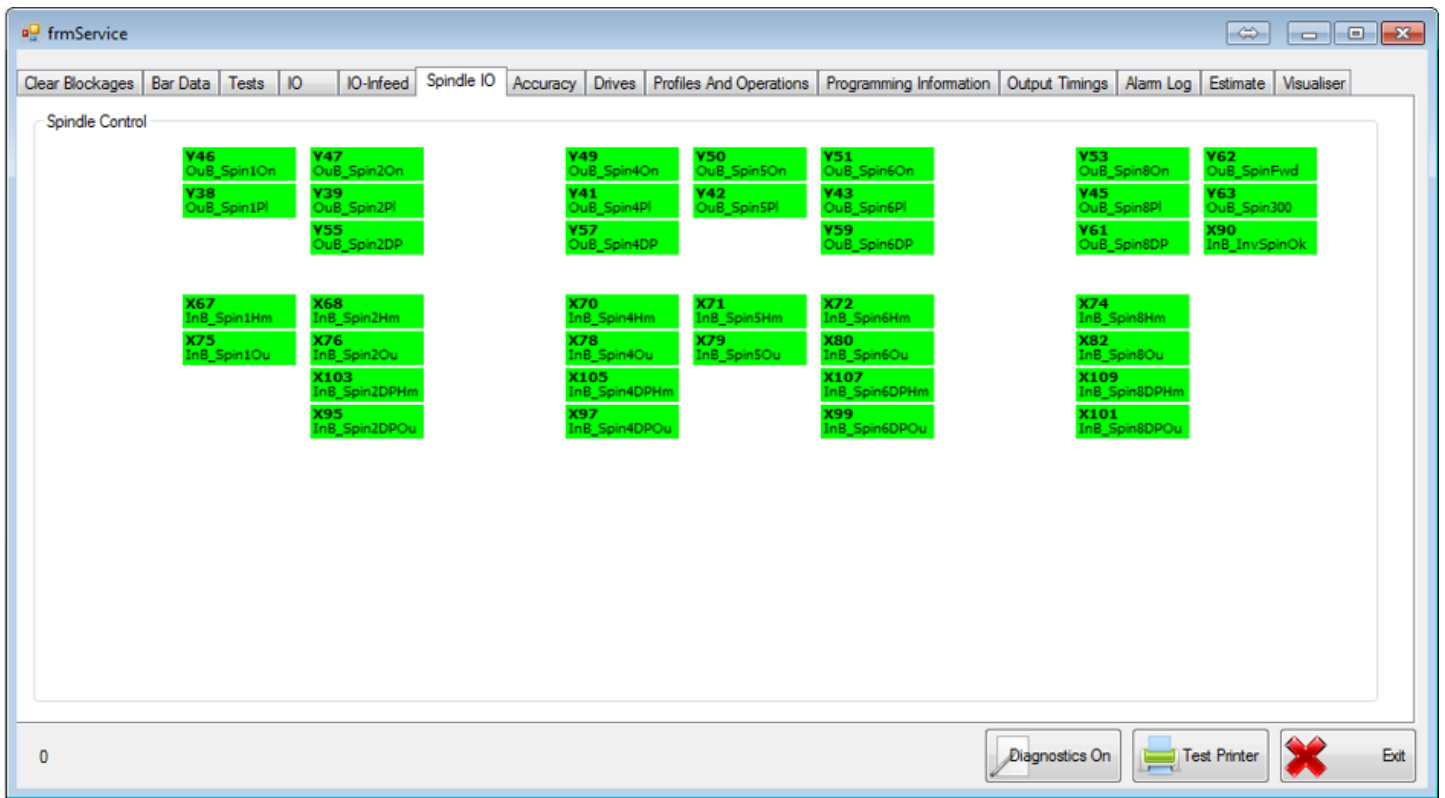 frmService
Clear Blockages Bar Data Tests IO IO-Infeed Spindle IO Accuracy Drives Profiles And Operations Programming Information Output Timings Alarm Log Estimate Visualiser
Spindle Control
Y46 Y47 Y49 Y50 Y51 Y53 Y62
OuB_Spin1On OuB_Spin2On OuB_Spin4On OuB_Spin5On OuB_Spin6On OuB_Spin8On OuB_SpinFwd
Y38 Y39 Y41 Y42 Y43 Y45 Y63
OuB_Spin1Pl OuB_Spin2Pl OuB_Spin4Pl OuB_Spin5Pl OuB_Spin6Pl OuB_Spin8Pl OuB_Spin300
Y55 Y57 Y59 Y61 X90
OuB_Spin2DP OuB_Spin4DP OuB_Spin6DP OuB_Spin8DP InB_InvSpinOk
X67 X68 X70 X71 X72 X74
InB_Spin1Hm InB_Spin2Hm InB_Spin4Hm InB_Spin5Hm InB_Spin6Hm InB_Spin8Hm
X75 X76 X78 X79 X80 X82
InB_Spin1Ou InB_Spin2Ou InB_Spin4Ou InB_Spin5Ou InB_Spin6Ou InB_Spin8Ou
X103 X105 X107 X109
InB_Spin2DPHm InB_Spin4DPHm InB_Spin6DPHm InB_Spin8DPHm
X95 X97 X99 X101
InB_Spin2DPOu InB_Spin4DPOu InB_Spin6DPOu InB_Spin8DPOu
0 Diagnostics On Test Printer Exit